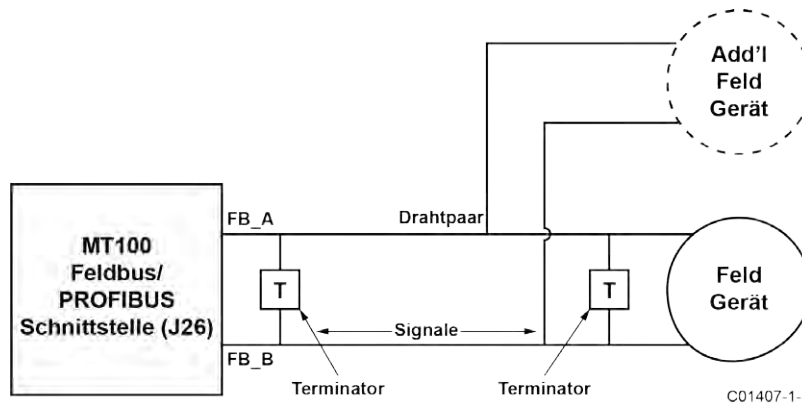 Add'l
Feld
Gerät
FB_A
Drahtpaar
MT100
Feldbus/
PROFIBUS
Schnittstelle (J26)
T
T
Feld
Gerät
Signale
FB_B
Terminator
Terminator
C01407-1-